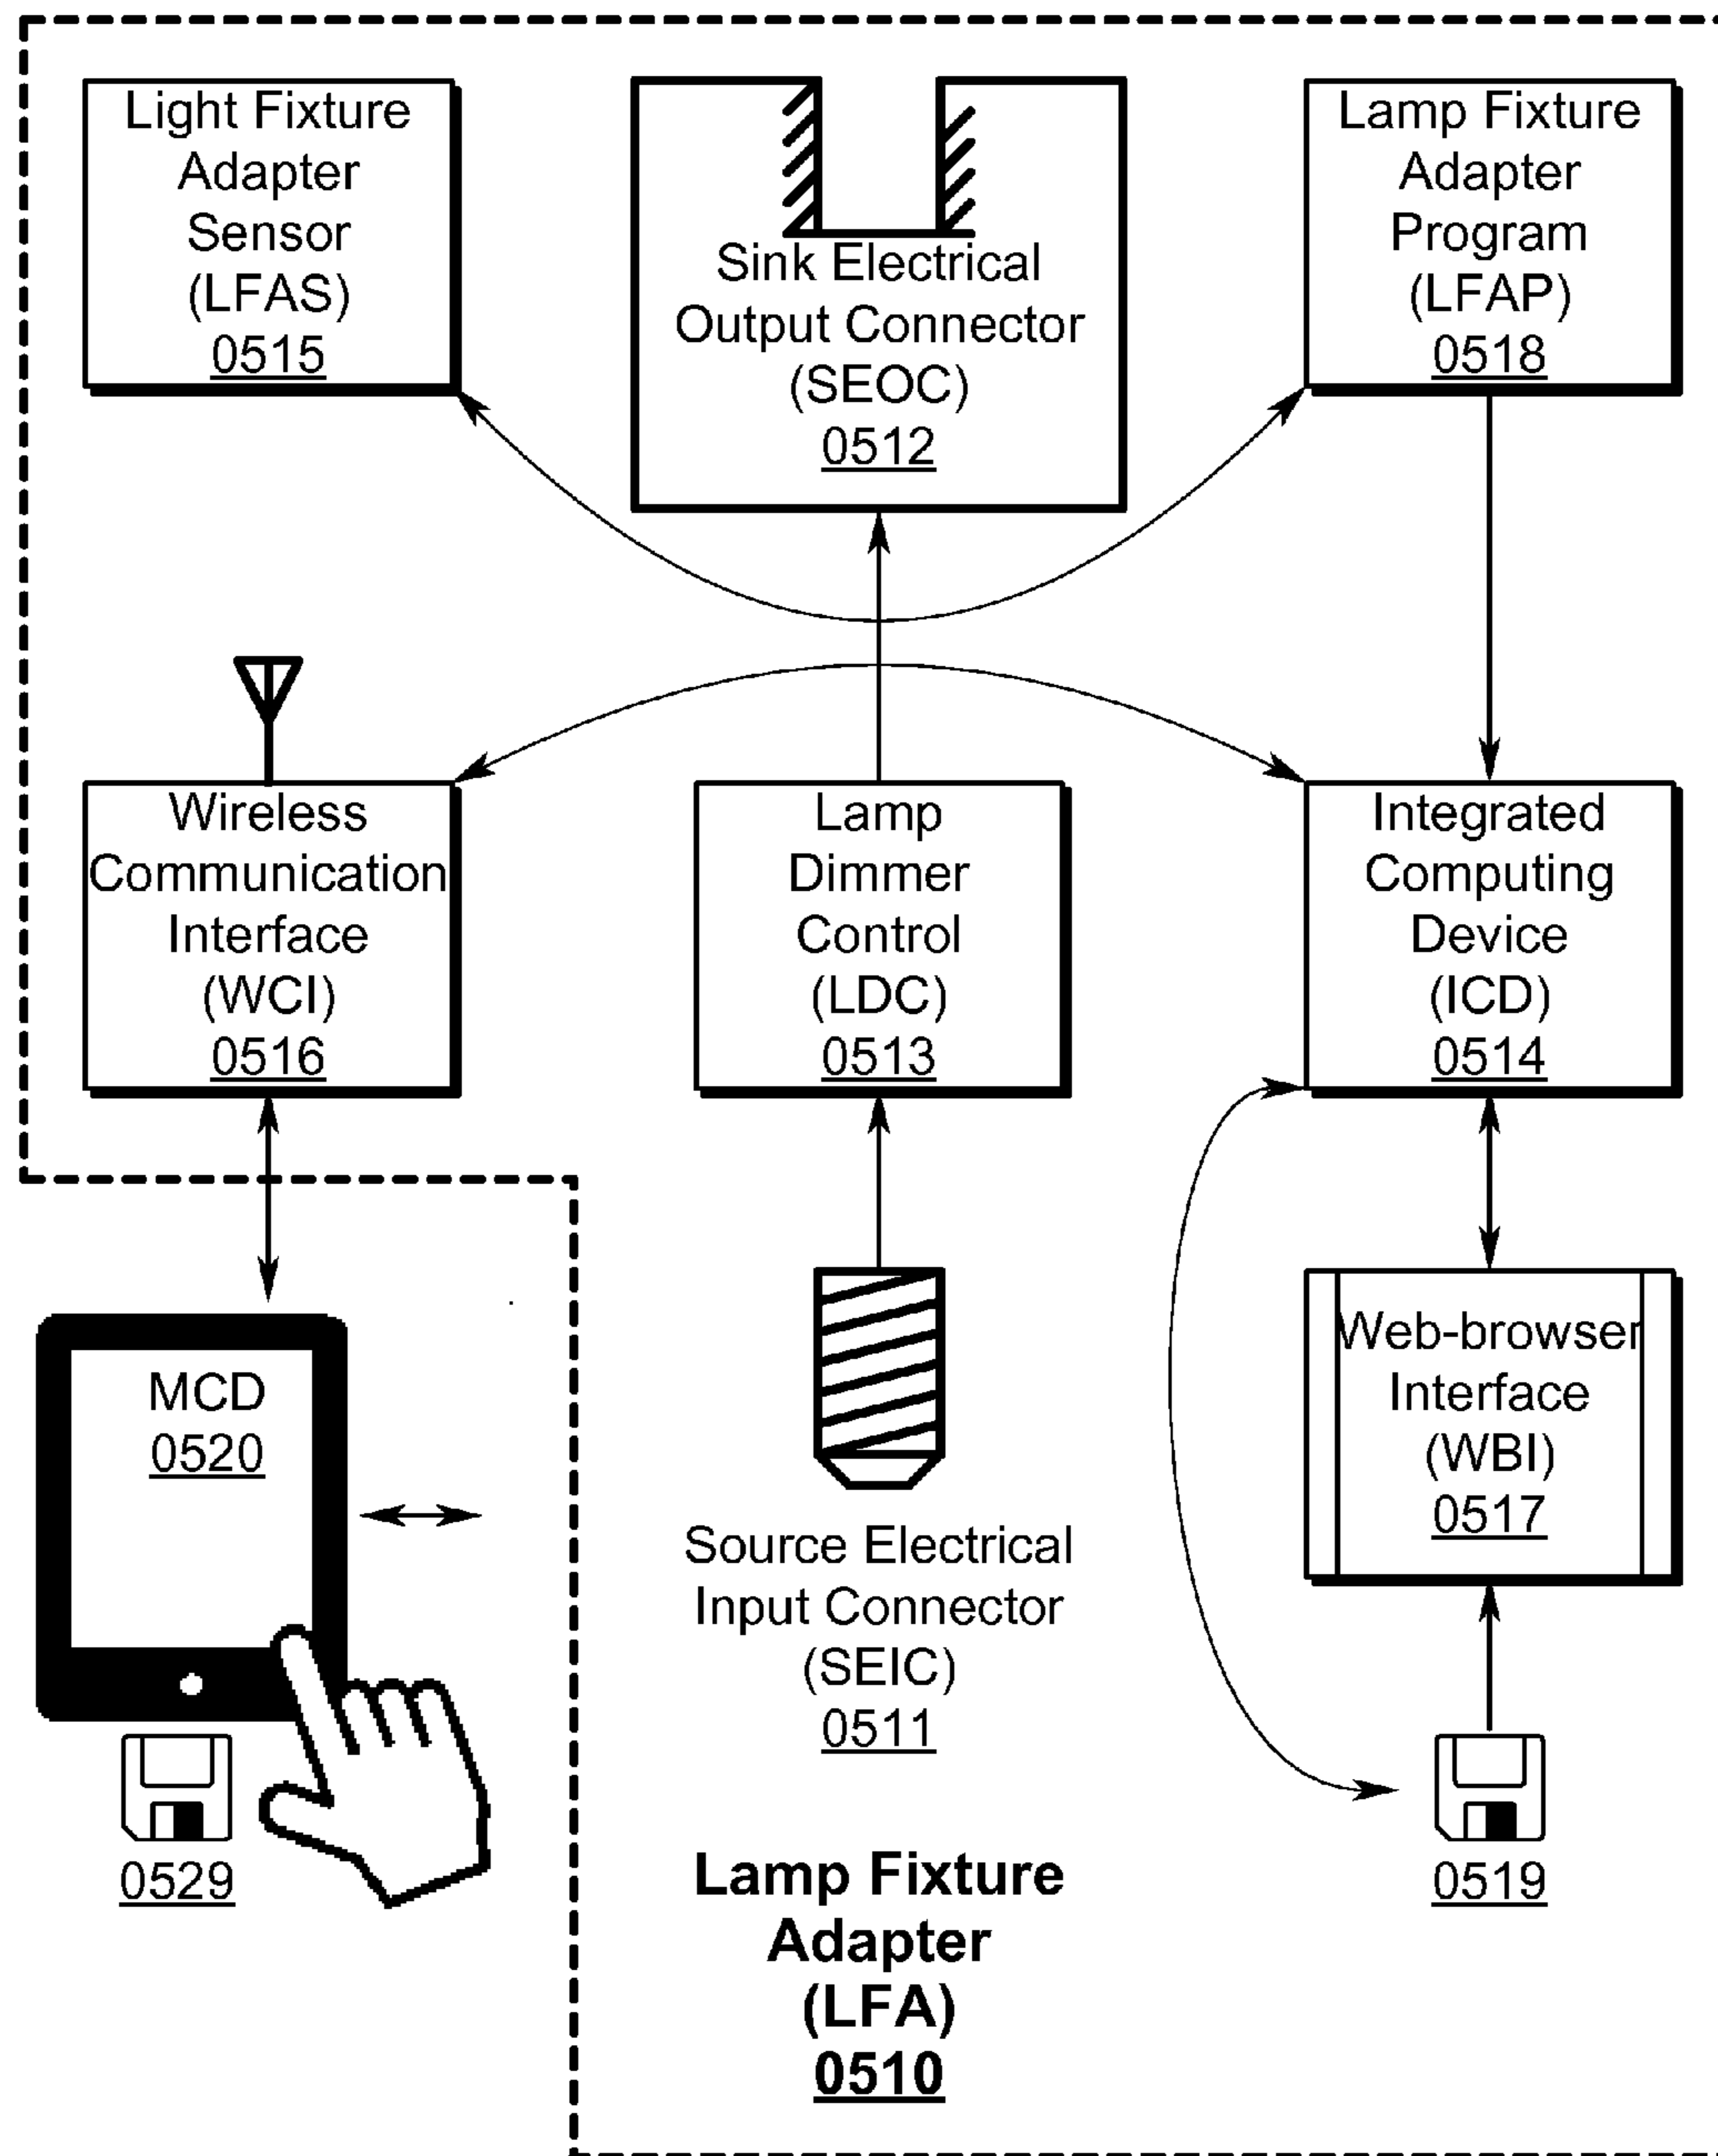 Light Fixture
Adapter
Sensor
(LFAS)
0515
Sink Electrical
Output Connector
(SEOC)
0512
Lamp Fixture
Adapter
Program
(LFAP)
0518
Wireless
Communication
Interface
(WCI)
0516
Lamp
Dimmer
Control
(LDC)
0513
Integrated
Computing
Device
(ICD)
0514
MCD
0520
0529
Source Electrical
Input Connector
(SEIC)
0511
Web-browser
Interface
(WBI)
0517
0519
Lamp Fixture
Adapter
(LFA)
0510